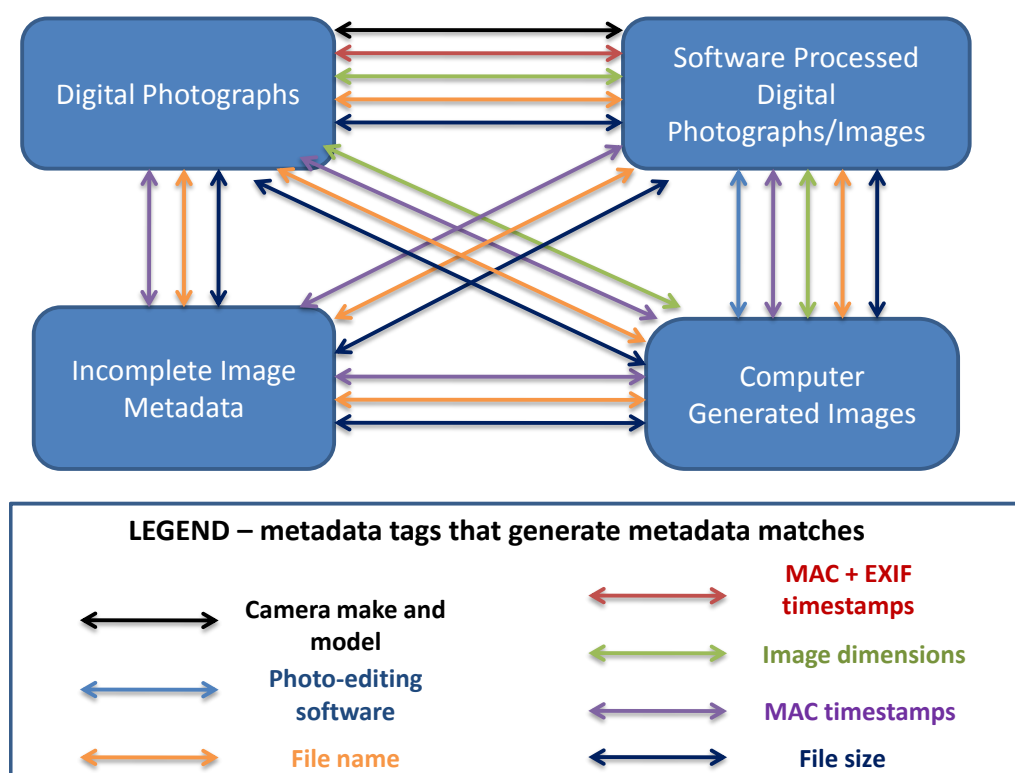 Digital Photographs
Software Processed
Digital
Photographs/Images
Incomplete Image
Metadata
Computer
Generated Images
LEGEND – metadata tags that generate metadata matches
Camera make and
model
Photo-editing
software
File name
MAC + EXIF
timestamps
Image dimensions
MAC timestamps
File size